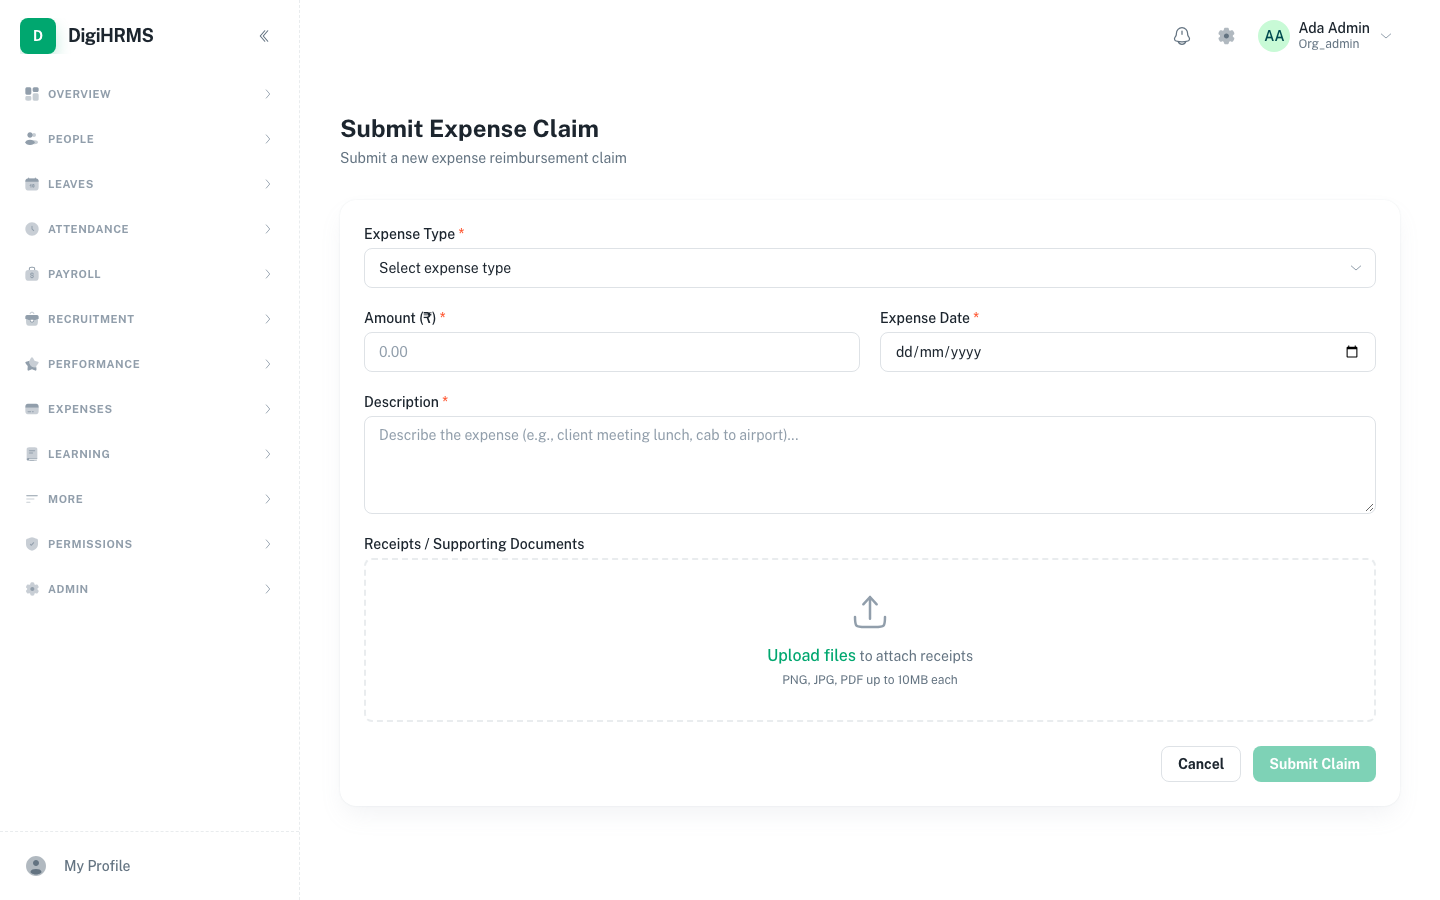 D
DigiHRMS
OVERVIEW
PEOPLE
LEAVES
ATTENDANCE
PAYROLL
RECRUITMENT
PERFORMANCE
EXPENSES
LEARNING
MORE
PERMISSIONS
ADMIN
My Profile
AA
Ada Admin
Org_admin
Submit Expense Claim
Submit a new expense reimbursement claim
Expense Type *
Select expense type
Amount (₹) *
0.00
Expense Date *
dd/mm/yyyy
Description *
Describe the expense (e.g., client meeting lunch, cab to airport)...
Receipts / Supporting Documents
Upload files to attach receipts
PNG, JPG, PDF up to 10MB each
Cancel
Submit Claim